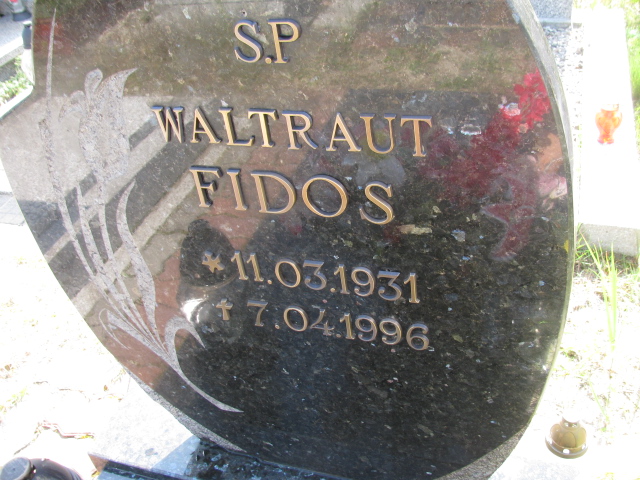 S.P
WALTRAUT
FIDOS
* 11.03.1931
† 7.04.1996